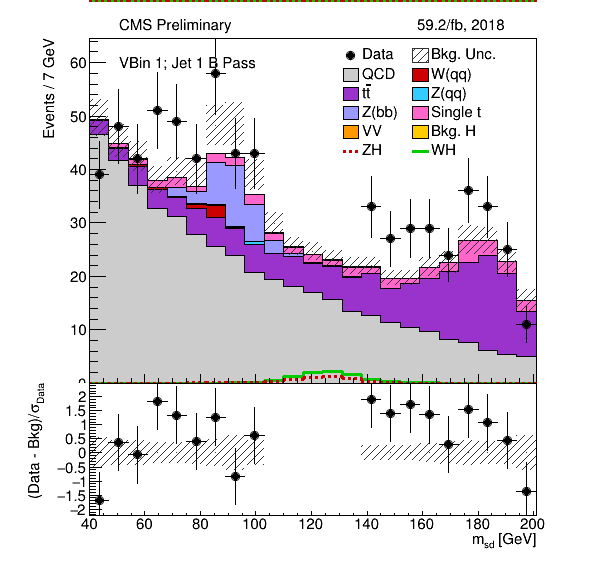 CMS Preliminary 59.2/fb, 2018
Events / 7 GeV
VBin 1; Jet 1 B Pass
Data Bkg. Unc.
QCD W(qq)
tt̅ Z(qq)
Z(bb) Single t
VV Bkg. H
ZH WH
60
50
40
30
20
10
0
(Data - Bkg)/σData
2
1.5
1
0.5
0
−0.5
−1
−1.5
−2
40 60 80 100 120 140 160 180 200
msd [GeV]